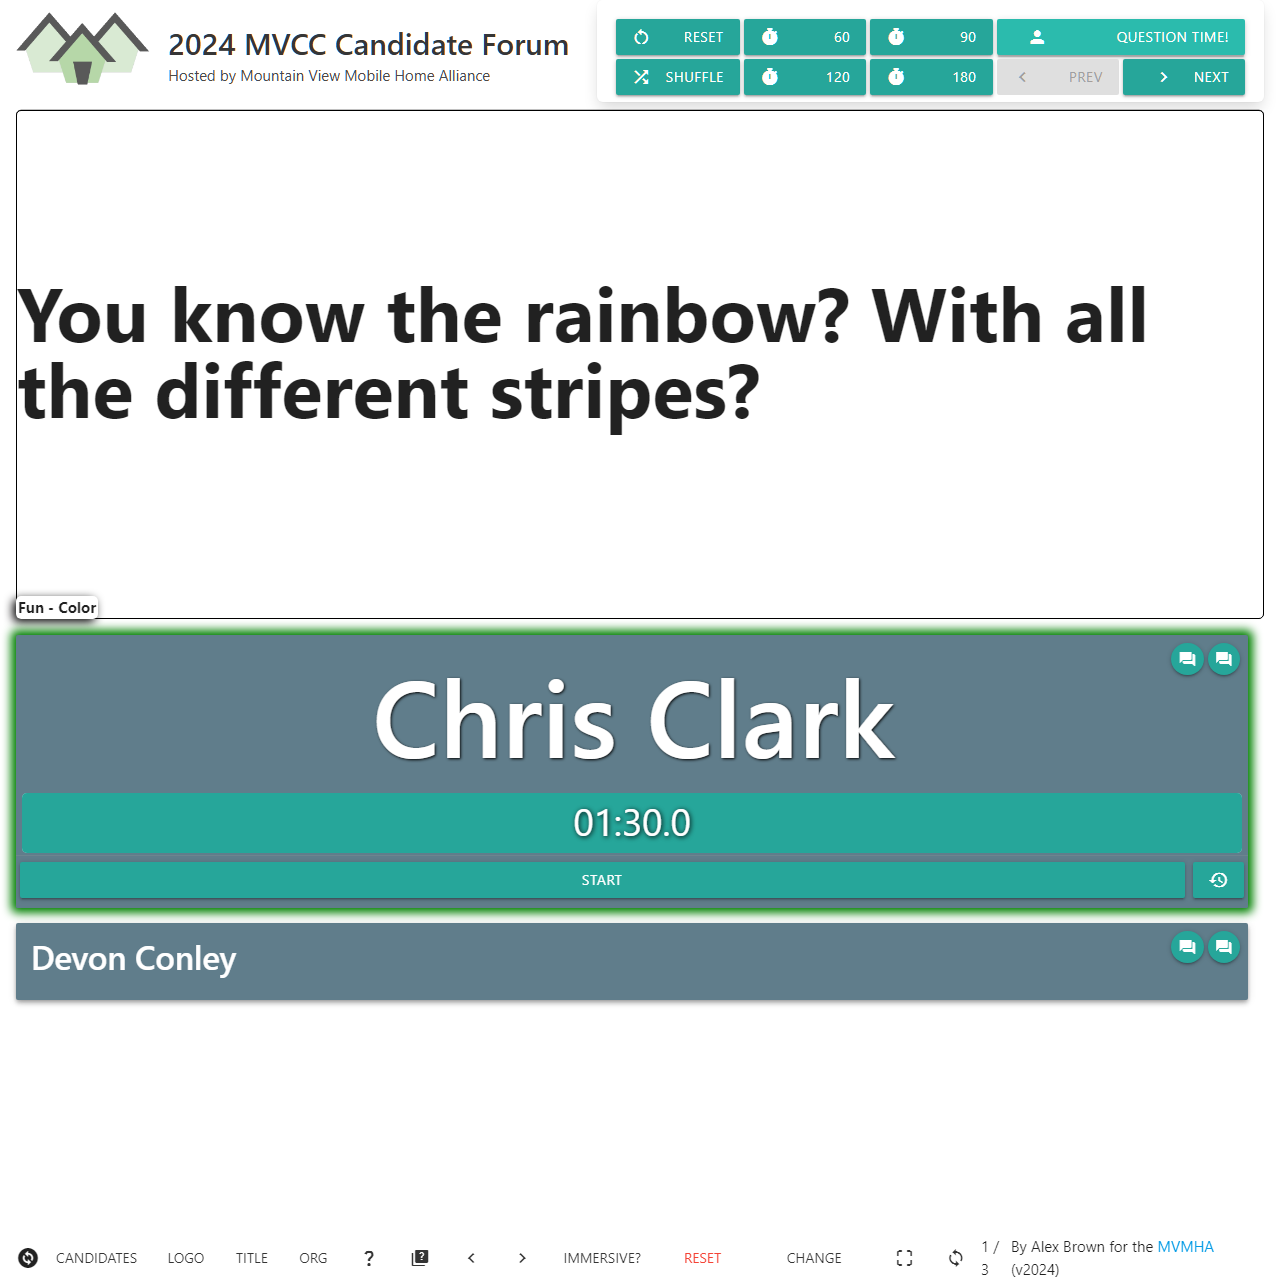 2024 MVCC Candidate Forum
Hosted by Mountain View Mobile Home Alliance
RESET
60
90
QUESTION TIME!
SHUFFLE
120
180
PREV
NEXT
You know the rainbow? With all
the different stripes?
Fun - Color
Chris Clark
01:30.0
START
Devon Conley
CANDIDATES
LOGO
TITLE
ORG
?
IMMERSIVE?
RESET
CHANGE
1 /
3
By Alex Brown for the MVMHA
(v2024)